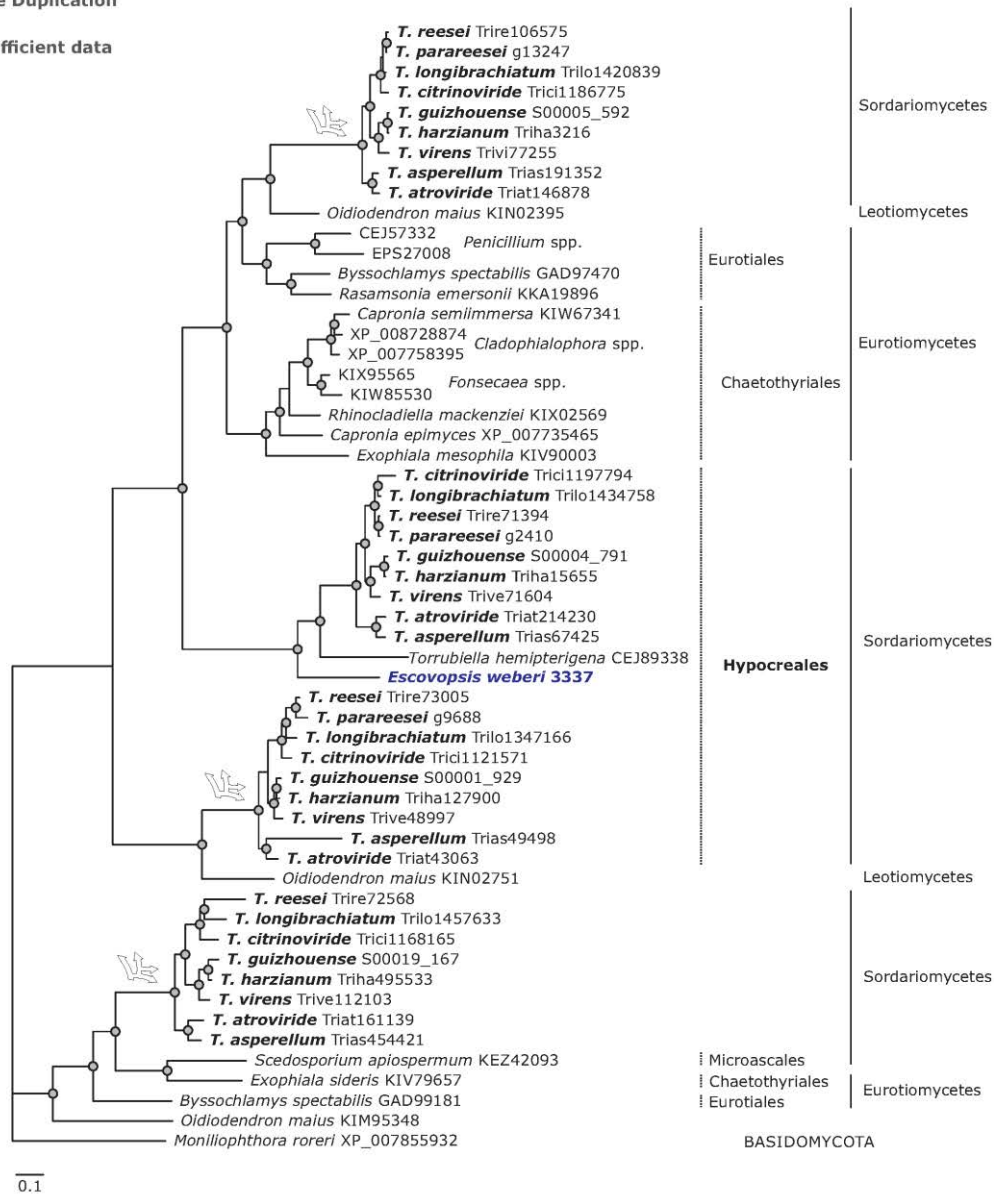 e Duplication
fficient data
T. reesei Trire106575
T. parareesei g13247
T. longibrachiatum Trilo1420839
T. citrinoviride Trici1186775
Sordariomycetes
T. guizhouense S00005_592
T. harzianum Triha3216
T. virens Trivi77255
T. asperellum Trias191352
T. atroviride Triat146878
Oidiodendron maius KIN02395
Leotiomycetes
CEJ57332
Penicillium spp.
EPS27008
Eurotiales
Byssochlamys spectabilis GAD97470
Rasamsonia emersonii KKA19896
Capronia semiimmersa KIW67341
XP_008728874
Cladophialophora spp.
Eurotiomycetes
XP_007758395
KIX95565
Fonsecaea spp.
Chaetothyriales
KIW85530
Rhinocladiella mackenziei KIX02569
Capronia epimyces XP_007735465
Exophiala mesophila KIV90003
T. citrinoviride Trici1197794
T. longibrachiatum Trilo1434758
T. reesei Trire71394
T. parareesei g2410
T. guizhouense S00004_791
T. harzianum Triha15655
T. virens Trive71604
T. atroviride Triat214230
T. asperellum Trias67425
Sordariomycetes
Torrubiella hemipterigena CEJ89338
Hypocreales
Escovopsis weberi 3337
T. reesei Trire73005
T. parareesei g9688
T. longibrachiatum Trilo1347166
T. citrinoviride Trici1121571
T. guizhouense S00001_929
T. harzianum Triha127900
T. virens Trive48997
T. asperellum Trias49498
T. atroviride Triat43063
Oidiodendron maius KIN02751
Leotiomycetes
T. reesei Trire72568
T. longibrachiatum Trilo1457633
T. citrinoviride Trici1168165
T. guizhouense S00019_167
Sordariomycetes
T. harzianum Triha495533
T. virens Trive112103
T. atroviride Triat161139
T. asperellum Trias454421
Scedosporium apiospermum KEZ42093
Microascales
Exophiala sideris KIV79657
Chaetothyriales
Eurotiomycetes
Byssochlamys spectabilis GAD99181
Eurotiales
Oidiodendron maius KIM95348
Moniliophthora roreri XP_007855932
BASIDOMYCOTA
0.1